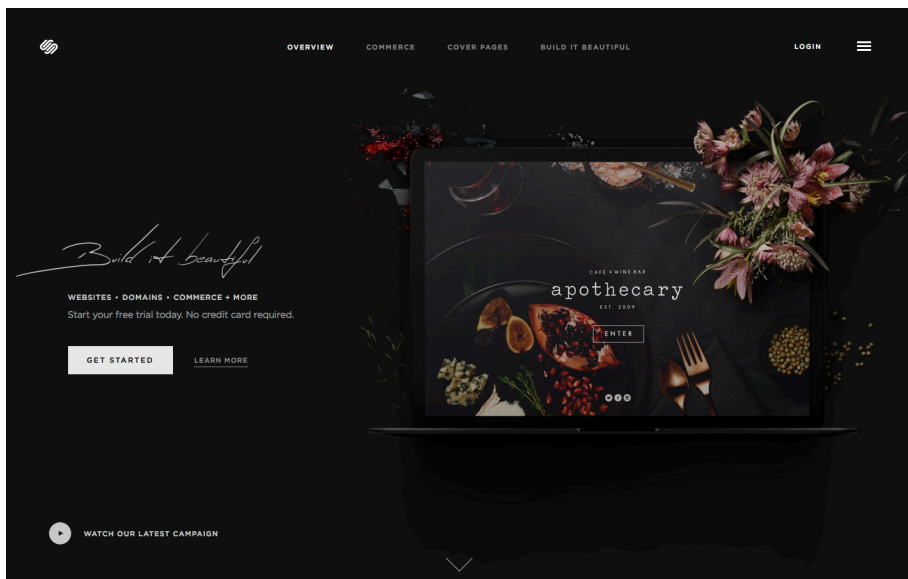 OVERVIEW COMMERCE COVER PAGES BUILD IT BEAUTIFUL LOGIN
Build it beautiful
WEBSITES • DOMAINS • COMMERCE + MORE
Start your free trial today. No credit card required.
GET STARTED LEARN MORE
CAFE + WINE BAR
apothecary
EST. 2009
ENTER
WATCH OUR LATEST CAMPAIGN